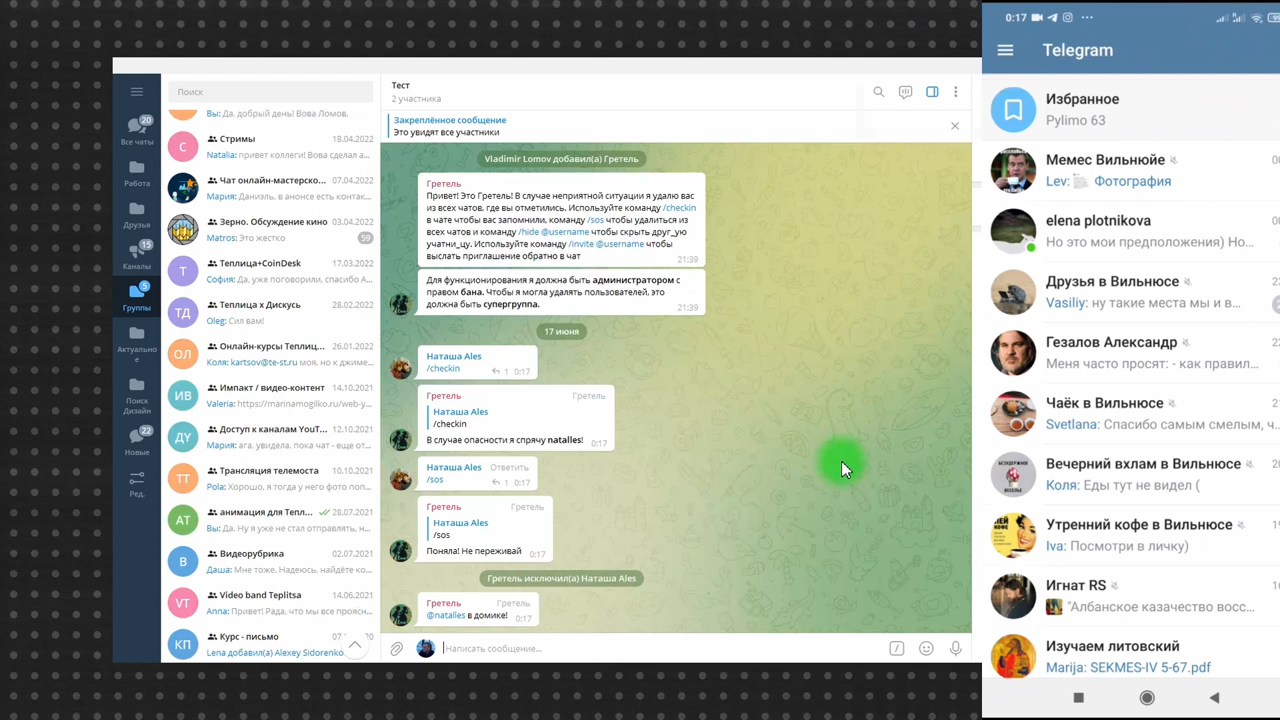 20
Все чаты
Работа
Друзья
15
Каналы
5
Группы
Актуально
е
Поиск
Дизайн
22
Новые
Ред.
Поиск
Вы: Да, добрый день! Вова Ломов.
С
Стримы
18.04.2022
Natalia: привет коллеги! Вова сделал а...
Чат онлайн-мастерско...
07.04.2022
Мария: Даниэль, в анонсе есть контак...
Зерно. Обсуждение кино
03.04.2022
Matros: Это жестко
59
Т
Теплица+CoinDesk
17.03.2022
София: Да, уже поговорили, спасибо А...
ТД
Теплица х Дискусь
28.02.2022
Oleg: Сил вам!
ОЛ
Онлайн-курсы Теплиц...
26.01.2022
Коля: kartsov@te-st.ru моя, но к джиме...
ИВ
Импакт / видео-контент
14.10.2021
Valeria: https://marinamogilko.ru/web-y...
ДУ
Доступ к каналам YouT...
12.10.2021
Мария: ага, увидела, пока чат - еще от...
ТТ
Трансляция телемоста
10.10.2021
Pola: Хорошо, я тогда у него фото поп...
АТ
анимация для Тепл...
28.07.2021
Вы: Да. Ну я уже не стал отправлять, н...
В
Видеорубрика
02.07.2021
Даша: Мне тоже. Надеюсь, найдёте ко...
VT
Video band Teplitsa
14.06.2021
Anna: Привет! Рада, что мы все проясн...
КП
Курс - письмо
Lena добавил(а) Alexey Sidorenko
Тест
2 участника
Закреплённое сообщение
Это увидят все участники
Vladimir Lomov добавил(а) Гретель
Гретель
Привет! Это Гретель! В случае неприятной ситуации я удалю вас
из всех чатов, где вы отметились. Используйте команду /checkin
в чате чтобы вас запомнили, команду /sos чтобы удалиться из
всех чатов и команду /hide @username чтобы скрыть друг_ую
учатни_цу. Используйте команду /invite @username чтобы
выслать приглашение обратно в чат
21:39
Для функционирования я должна быть администратором с
правом бана. Чтобы я могла удалять пользователей, это
должна быть супергруппа.
21:39
17 июня
Наташа Ales
/checkin
1 0:17
Гретель Гретель
Наташа Ales
/checkin
В случае опасности я спрячу natalles!
0:17
Наташа Ales Ответить
/sos
1 0:17
Гретель Гретель
Наташа Ales
/sos
Поняла! Не переживай
0:17
Гретель исключил(а) Наташа Ales
Гретель Гретель
@natalles в домике!
0:17
Написать сообщение...
0:17
Telegram
Избранное
Pylimo 63
Мемес Вильнюйе
Lev: Фотография
elena plotnikova
Но это мои предположения) Но...
Друзья в Вильнюсе
Vasiliy: ну такие места мы и в...
Гезалов Александр
Меня часто просят: - как правил...
Чаёк в Вильнюсе
Svetlana: Спасибо самым смелым, ч...
Вечерний вхлам в Вильнюсе
Коля: Еды тут не видел (
Утренний кофе в Вильнюсе
Iva: Посмотри в личку)
Игнат RS
"Албанское казачество восс...
Изучаем литовский
Marija: SEKMES-IV 5-67.pdf